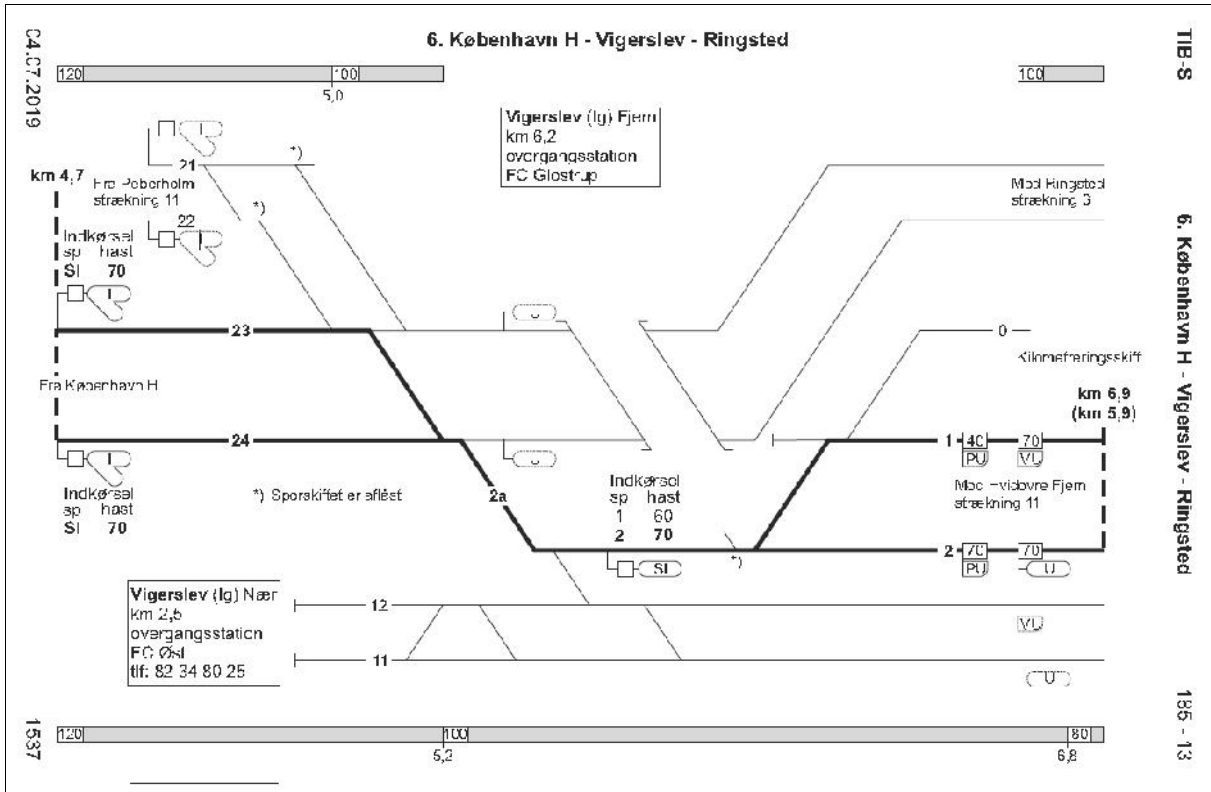 6. København H - Vigerslev - Ringsted
TIB-S
04.07.2019
120
100
100
5,0
Vigerslev (Ig) Fjern
km 6,2
overgangsstation
FC Glostrup
21
*)
km 4,7
Fra Peberholm
strækning 11
Mod Ringsted
strækning 3
*)
22
I
I
Indkørsel
sp hast
SI 70
I
U
23
0
Kilometreringsskift
Fra København H
km 6,9
(km 5,9)
24
1
40
70
I
U
PU
VU
Indkørsel
sp hast
SI 70
*) Sporskiftet er aflåst
2a
Indkørsel
sp hast
1 60
2 70
Mod Hvidovre Fjern
strækning 11
*)
2
70
70
SI
PU
U
Vigerslev (Ig) Nær
km 2,5
overgangsstation
FC Øst
tlf: 82 34 80 25
12
VU
11
U
6. København H - Vigerslev - Ringsted
185 - 13
1537
120
100
80
5,2
6,8